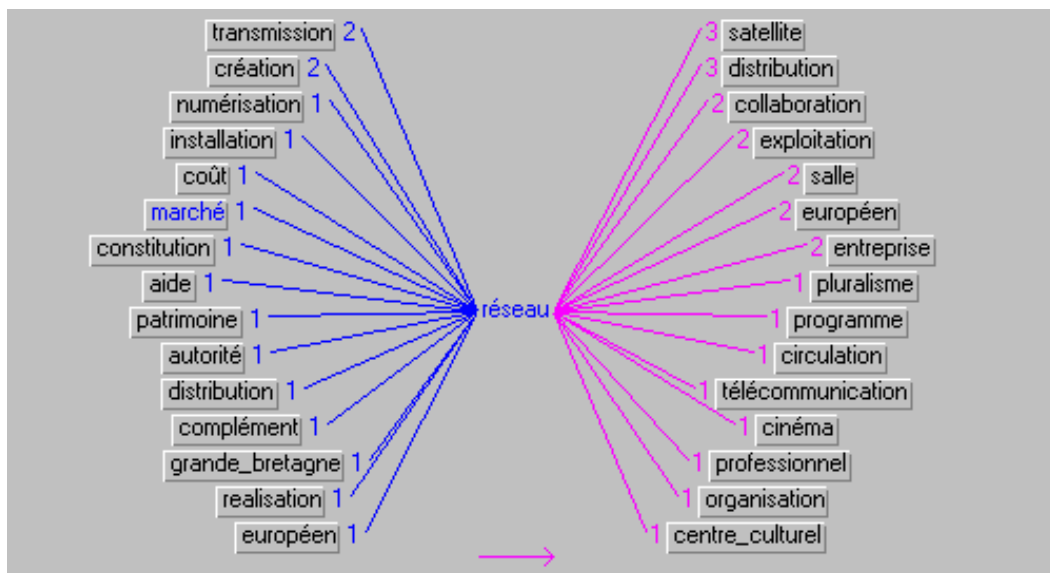 transmission 2 3 satellite
création 2 3 distribution
numérisation 1 2 collaboration
installation 1 2 exploitation
coût 1 2 salle
marché 1 2 européen
constitution 1 2 entreprise
aide 1 1 pluralisme
réseau
patrimoine 1 1 programme
autorité 1 1 circulation
distribution 1 1 télécommunication
complément 1 1 cinéma
grande_bretagne 1 1 professionnel
realisation 1 1 organisation
européen 1 1 centre_culturel